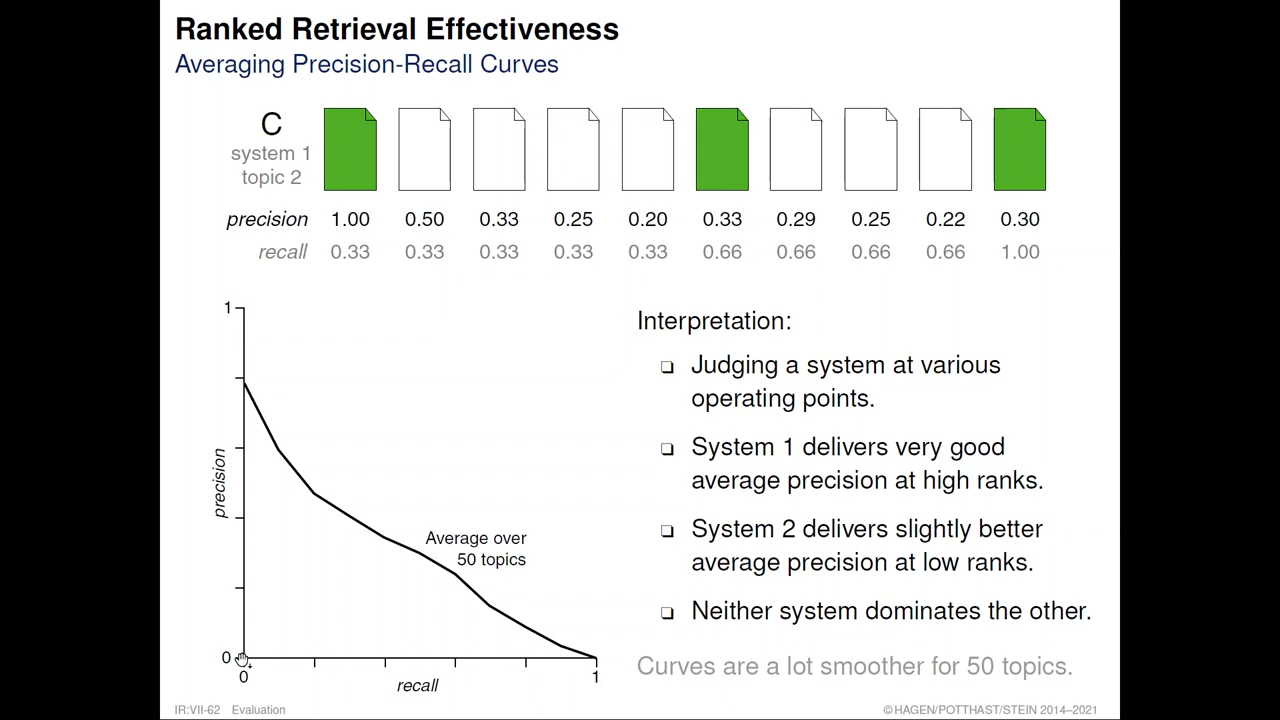 Ranked Retrieval Effectiveness
Averaging Precision-Recall Curves
C
system 1
topic 2
precision 1.00 0.50 0.33 0.25 0.20 0.33 0.29 0.25 0.22 0.30
recall 0.33 0.33 0.33 0.33 0.33 0.66 0.66 0.66 0.66 1.00
1
precision
Average over
50 topics
0
0
1
recall
Interpretation:
❑ Judging a system at various
operating points.
❑ System 1 delivers very good
average precision at high ranks.
❑ System 2 delivers slightly better
average precision at low ranks.
❑ Neither system dominates the other.
Curves are a lot smoother for 50 topics.
IR:VII-62 Evaluation
©HAGEN/POTTHAST/STEIN 2014–2021